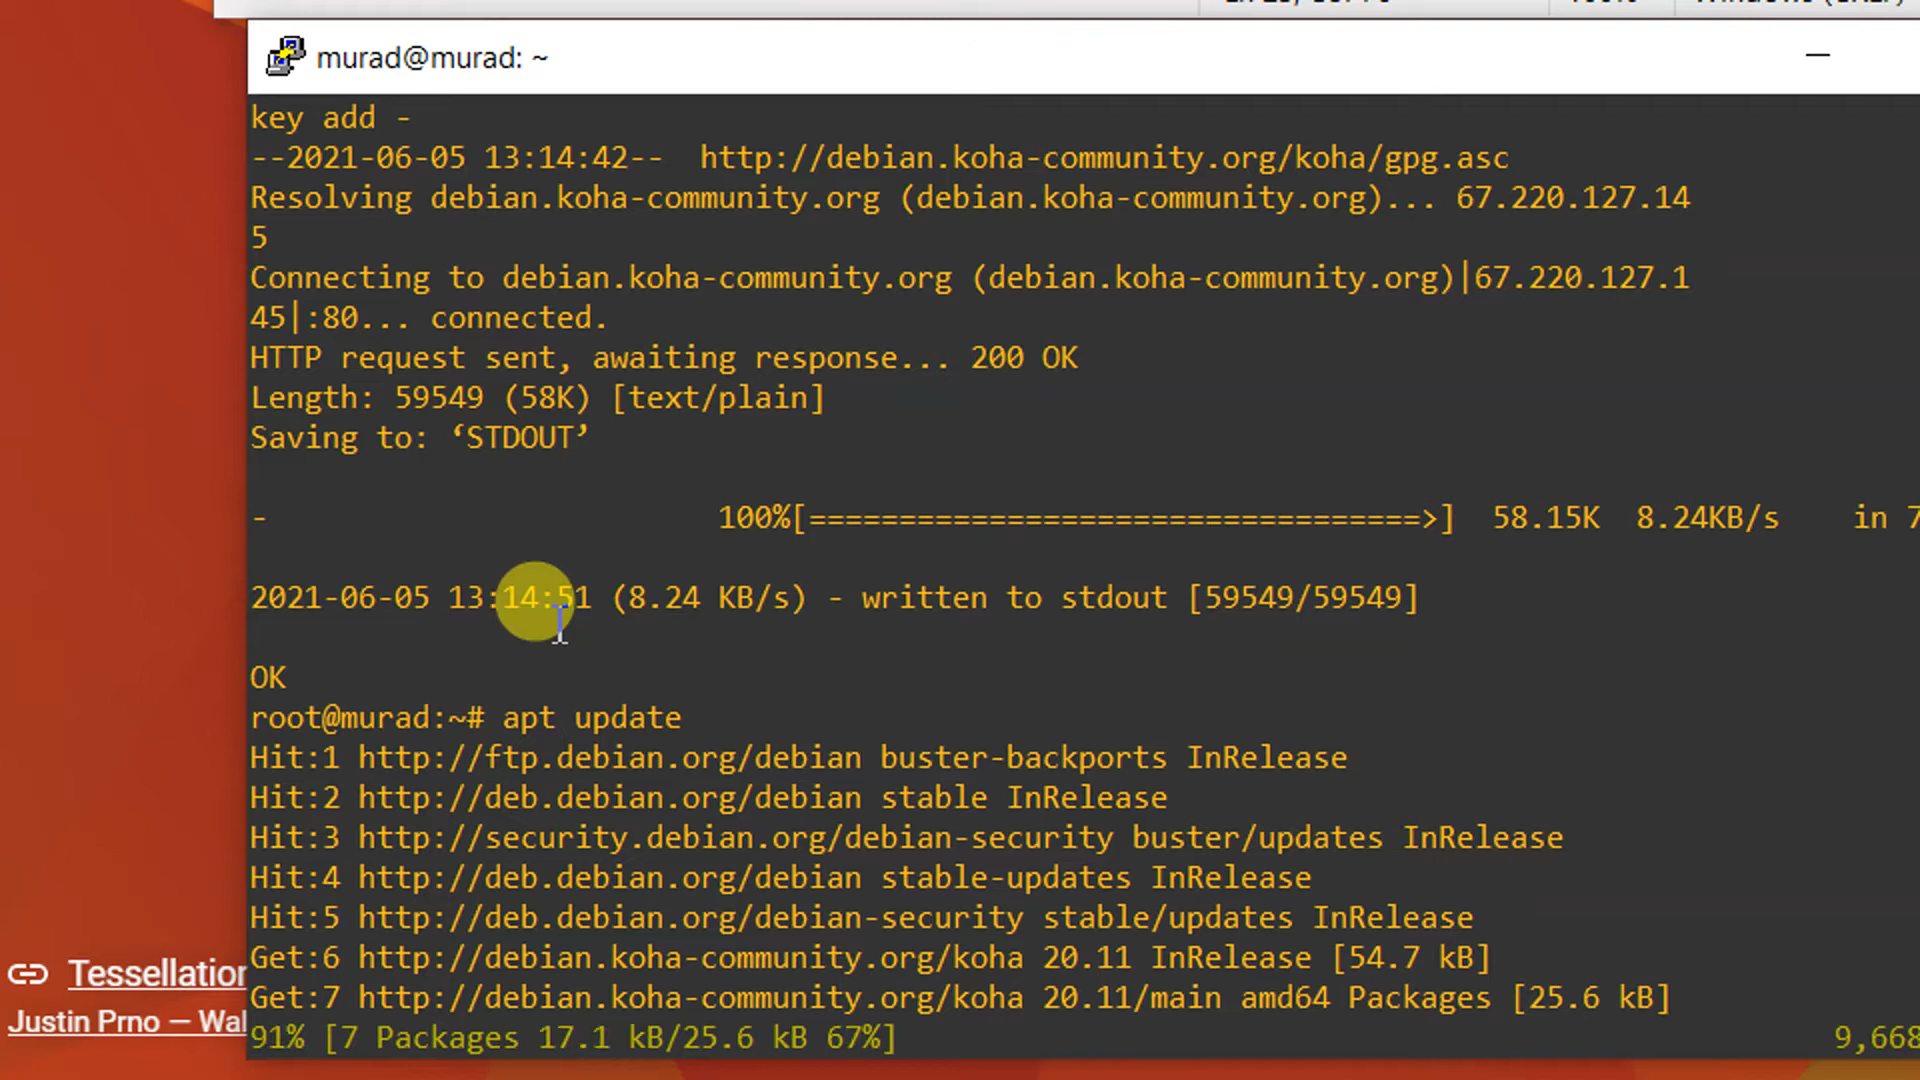 murad@murad: ~
key add -
--2021-06-05 13:14:42--  http://debian.koha-community.org/koha/gpg.asc
Resolving debian.koha-community.org (debian.koha-community.org)... 67.220.127.14
5
Connecting to debian.koha-community.org (debian.koha-community.org)|67.220.127.1
45|:80... connected.
HTTP request sent, awaiting response... 200 OK
Length: 59549 (58K) [text/plain]
Saving to: ‘STDOUT’
-                          100%[==================================>]  58.15K  8.24KB/s    in 7
2021-06-05 13:14:51 (8.24 KB/s) - written to stdout [59549/59549]
OK
root@murad:~# apt update
Hit:1 http://ftp.debian.org/debian buster-backports InRelease
Hit:2 http://deb.debian.org/debian stable InRelease
Hit:3 http://security.debian.org/debian-security buster/updates InRelease
Hit:4 http://deb.debian.org/debian stable-updates InRelease
Hit:5 http://deb.debian.org/debian-security stable/updates InRelease
Get:6 http://debian.koha-community.org/koha 20.11 InRelease [54.7 kB]
Get:7 http://debian.koha-community.org/koha 20.11/main amd64 Packages [25.6 kB]
91% [7 Packages 17.1 kB/25.6 kB 67%]                                                    9,668
Tessellation
Justin Prno — Wal